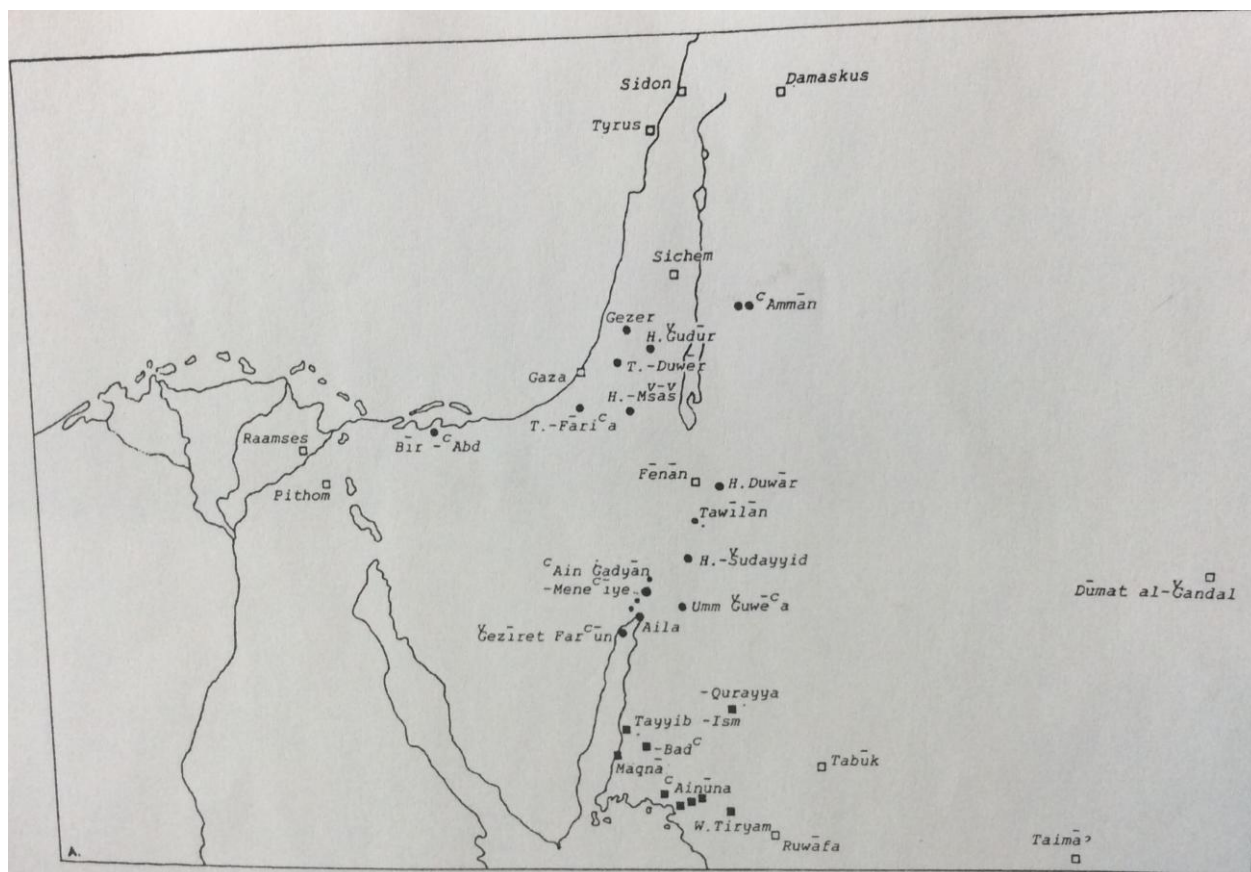 Sidon
Damaskus
Tyrus
Sichem
ᶜAmmān
Gezer
H.Ǧudūr
T.-Duwēr
Gaza
H.-Mšāš
T.-Fāriᶜa
Raamses
Bīr -ᶜAbd
Fēnān
H.Duwār
Pithom
Tawīlān
ᶜAin Ġadyān
H.-Šudayyid
-Meneᶜīye
Dūmat al-Ǧandal
Umm Ǧuwēᶜa
Aila
Ǧezīret Farᶜūn
-Qurayya
Tayyib -Ism
-Badᶜ
Maqnā
Tabūk
ᶜAinūna
W.Tiryam
Ruwāfa
Taimāʾ
A.